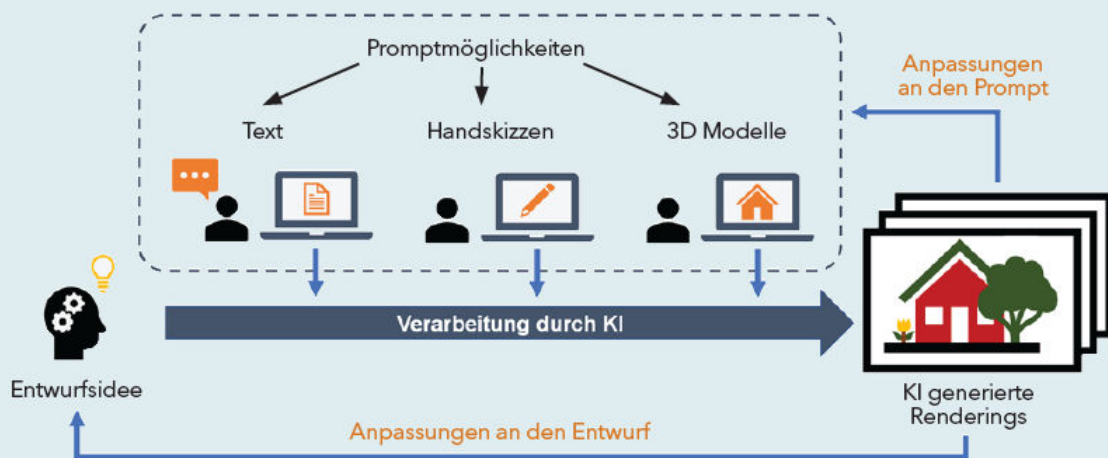 Promptmöglichkeiten
Text
Handskizzen
3D Modelle
Anpassungen
an den Prompt
Verarbeitung durch KI
Entwurfsidee
KI generierte
Renderings
Anpassungen an den Entwurf